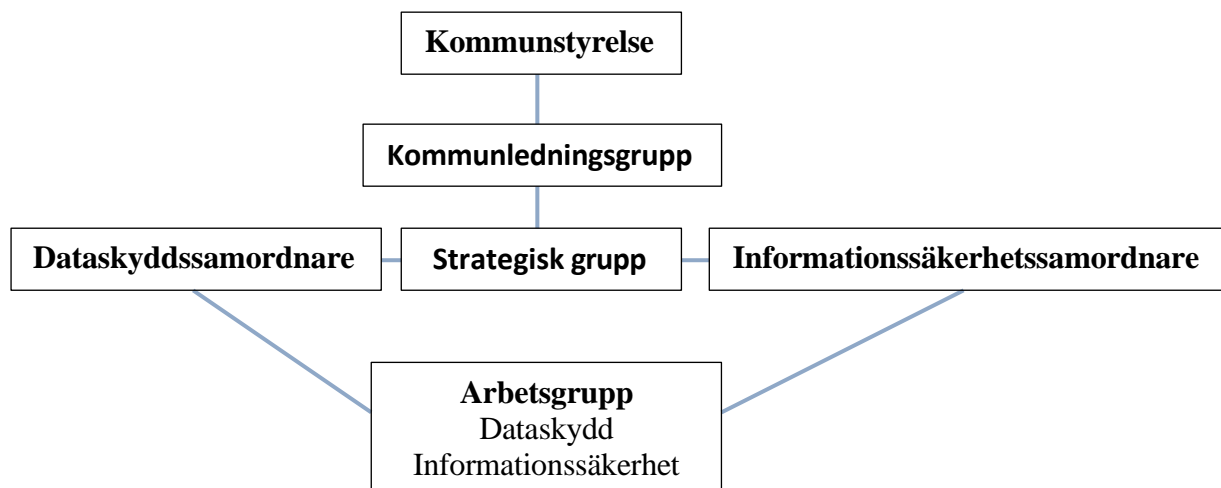 Kommunstyrelse
Kommunledningsgrupp
Dataskyddssamordnare
Strategisk grupp
Informationssäkerhetssamordnare
Arbetsgrupp
Dataskydd
Informationssäkerhet